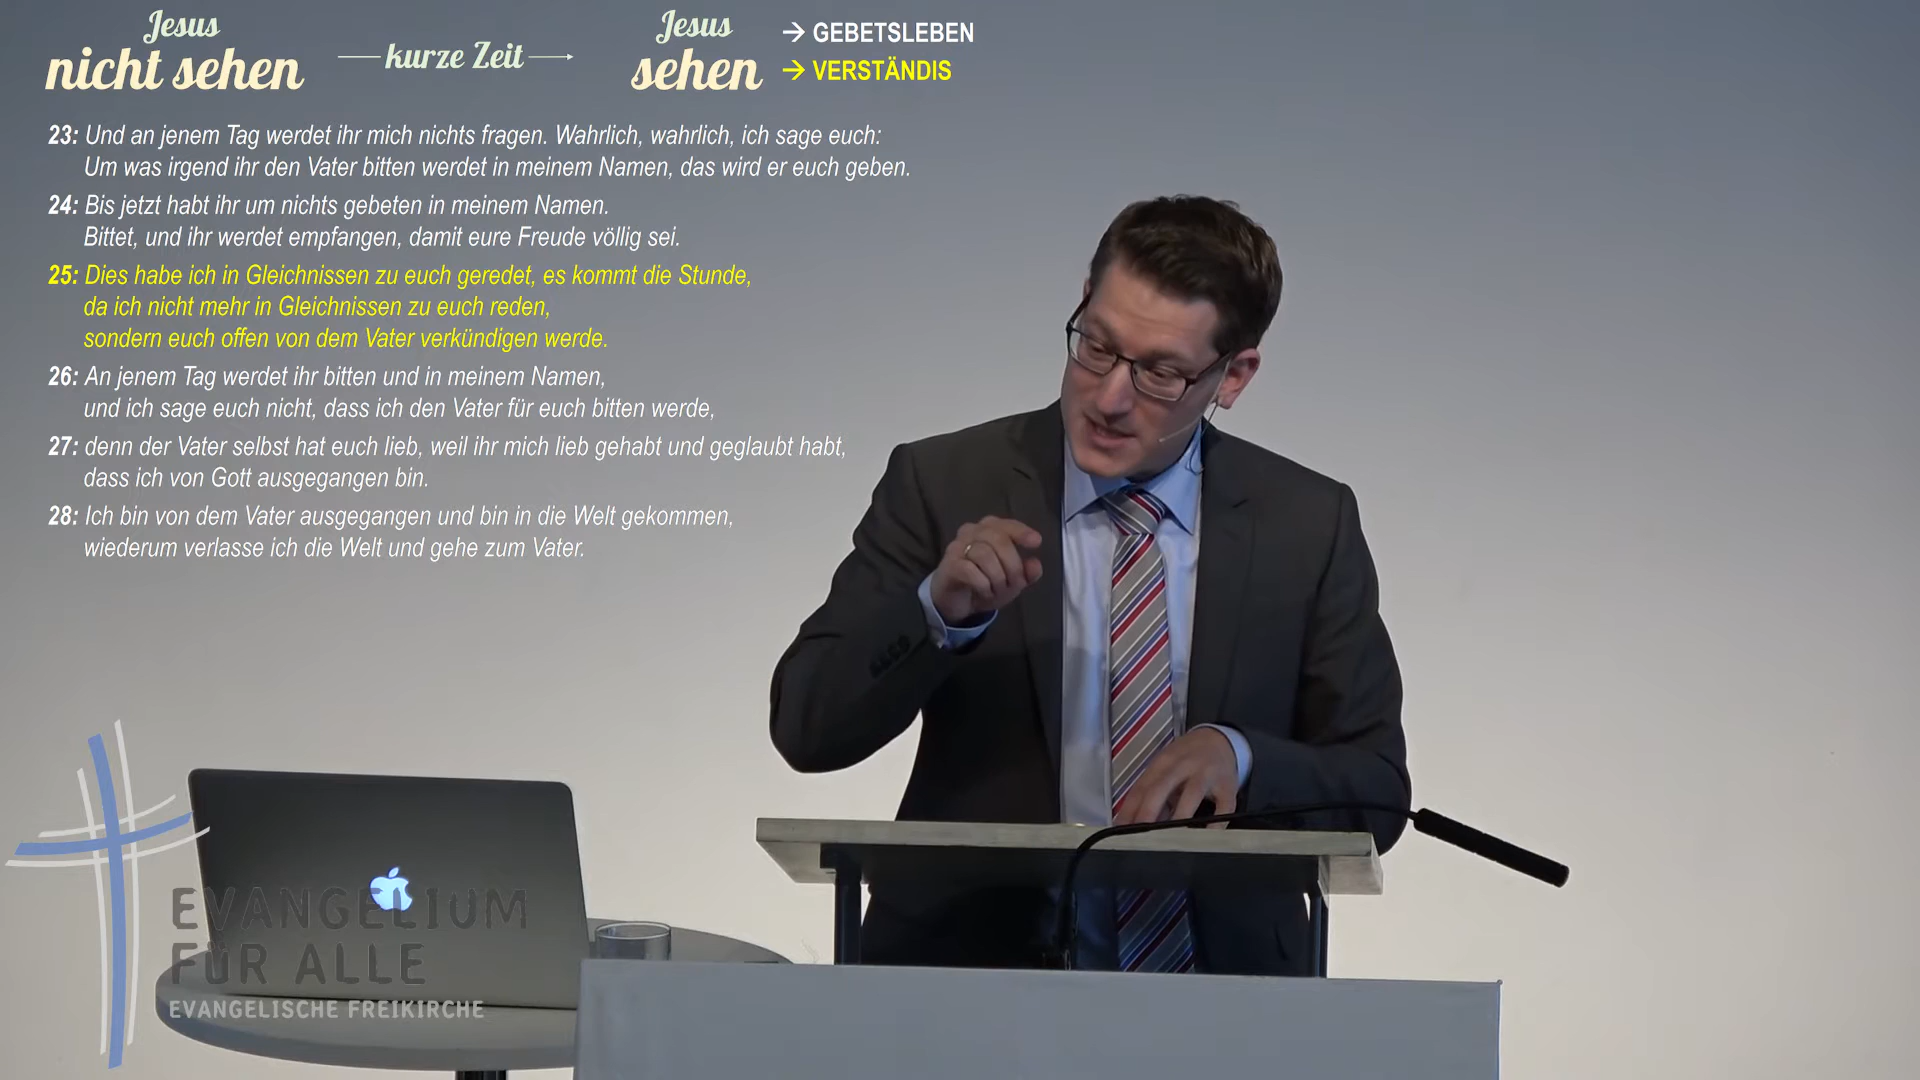 Jesus
nicht sehen
kurze Zeit
Jesus
sehen
→ GEBETSLEBEN
→ VERSTÄNDIS
23: Und an jenem Tag werdet ihr mich nichts fragen. Wahrlich, wahrlich, ich sage euch:
Um was irgend ihr den Vater bitten werdet in meinem Namen, das wird er euch geben.
24: Bis jetzt habt ihr um nichts gebeten in meinem Namen.
Bittet, und ihr werdet empfangen, damit eure Freude völlig sei.
25: Dies habe ich in Gleichnissen zu euch geredet, es kommt die Stunde,
da ich nicht mehr in Gleichnissen zu euch reden,
sondern euch offen von dem Vater verkündigen werde.
26: An jenem Tag werdet ihr bitten und in meinem Namen,
und ich sage euch nicht, dass ich den Vater für euch bitten werde,
27: denn der Vater selbst hat euch lieb, weil ihr mich lieb gehabt und geglaubt habt,
dass ich von Gott ausgegangen bin.
28: Ich bin von dem Vater ausgegangen und bin in die Welt gekommen,
wiederum verlasse ich die Welt und gehe zum Vater.
EVANGELIUM
FÜR ALLE
EVANGELISCHE FREIKIRCHE